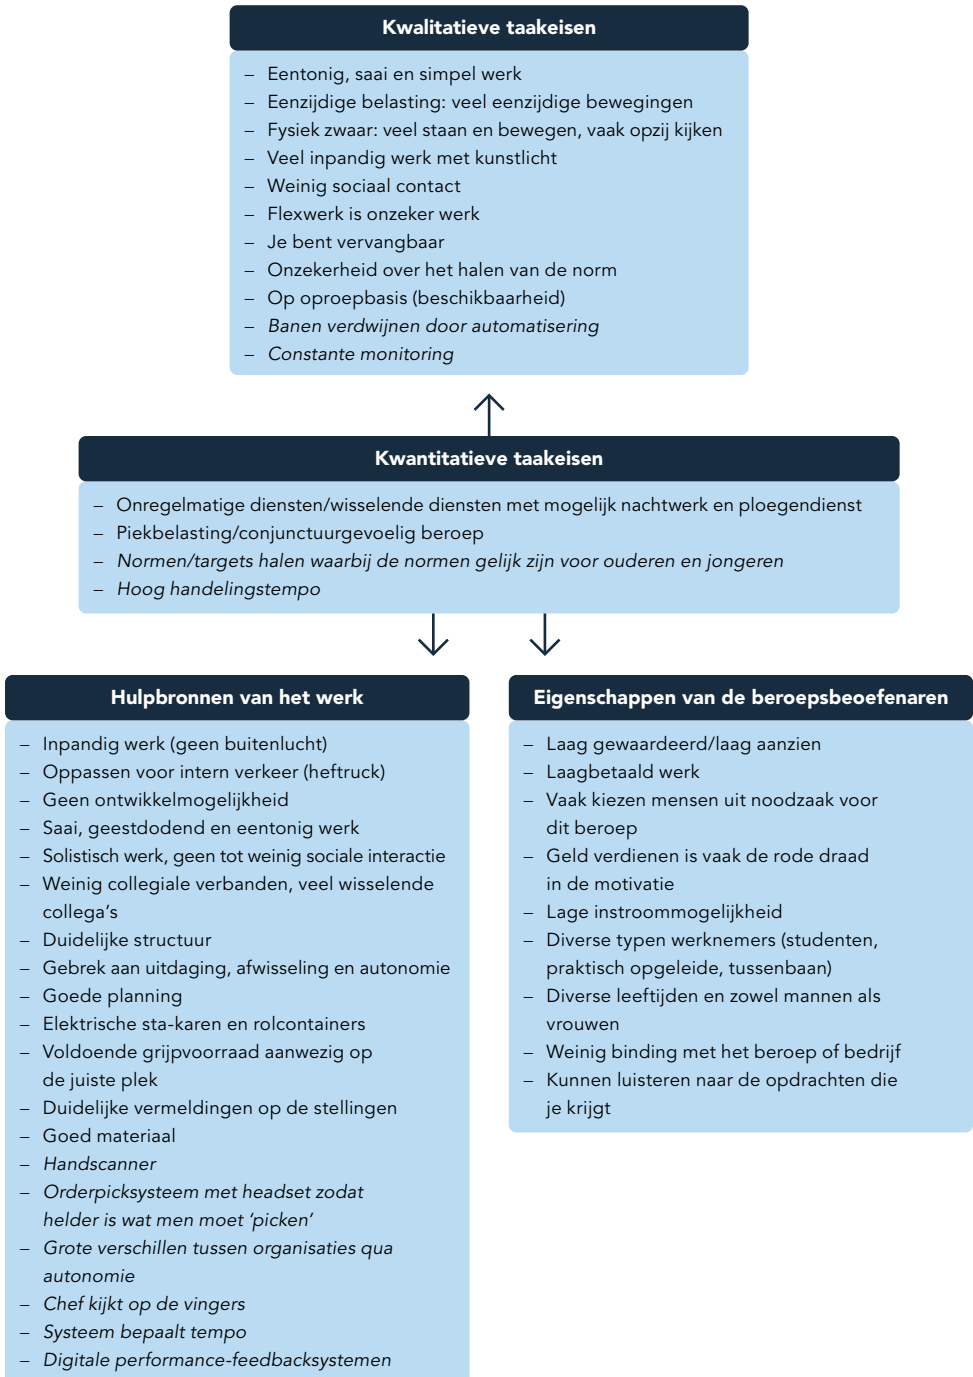 Kwalitatieve taakeisen
– Eentonig, saai en simpel werk
– Eenzijdige belasting: veel eenzijdige bewegingen
– Fysiek zwaar: veel staan en bewegen, vaak opzij kijken
– Veel inpandig werk met kunstlicht
– Weinig sociaal contact
– Flexwerk is onzeker werk
– Je bent vervangbaar
– Onzekerheid over het halen van de norm
– Op oproepbasis (beschikbaarheid)
– Banen verdwijnen door automatisering
– Constante monitoring
Kwantitatieve taakeisen
– Onregelmatige diensten/wisselende diensten met mogelijk nachtwerk en ploegendienst
– Piekbelasting/conjunctuurgevoelig beroep
– Normen/targets halen waarbij de normen gelijk zijn voor ouderen en jongeren
– Hoog handelingstempo
Hulpbronnen van het werk
– Inpandig werk (geen buitenlucht)
– Oppassen voor intern verkeer (heftruck)
– Geen ontwikkelmogelijkheid
– Saai, geestdodend en eentonig werk
– Solistisch werk, geen tot weinig sociale interactie
– Weinig collegiale verbanden, veel wisselende
collega's
– Duidelijke structuur
– Gebrek aan uitdaging, afwisseling en autonomie
– Goede planning
– Elektrische sta-karen en rolcontainers
– Voldoende grijpvoorraad aanwezig op
de juiste plek
– Duidelijke vermeldingen op de stellingen
– Goed materiaal
– Handscanner
– Orderpicksysteem met headset zodat
helder is wat men moet 'picken'
– Grote verschillen tussen organisaties qua
autonomie
– Chef kijkt op de vingers
– Systeem bepaalt tempo
– Digitale performance-feedbacksystemen
Eigenschappen van de beroepsbeoefenaren
– Laag gewaardeerd/laag aanzien
– Laagbetaald werk
– Vaak kiezen mensen uit noodzaak voor
dit beroep
– Geld verdienen is vaak de rode draad
in de motivatie
– Lage instroommogelijkheid
– Diverse typen werknemers (studenten,
praktisch opgeleide, tussenbaan)
– Diverse leeftijden en zowel mannen als
vrouwen
– Weinig binding met het beroep of bedrijf
– Kunnen luisteren naar de opdrachten die
je krijgt